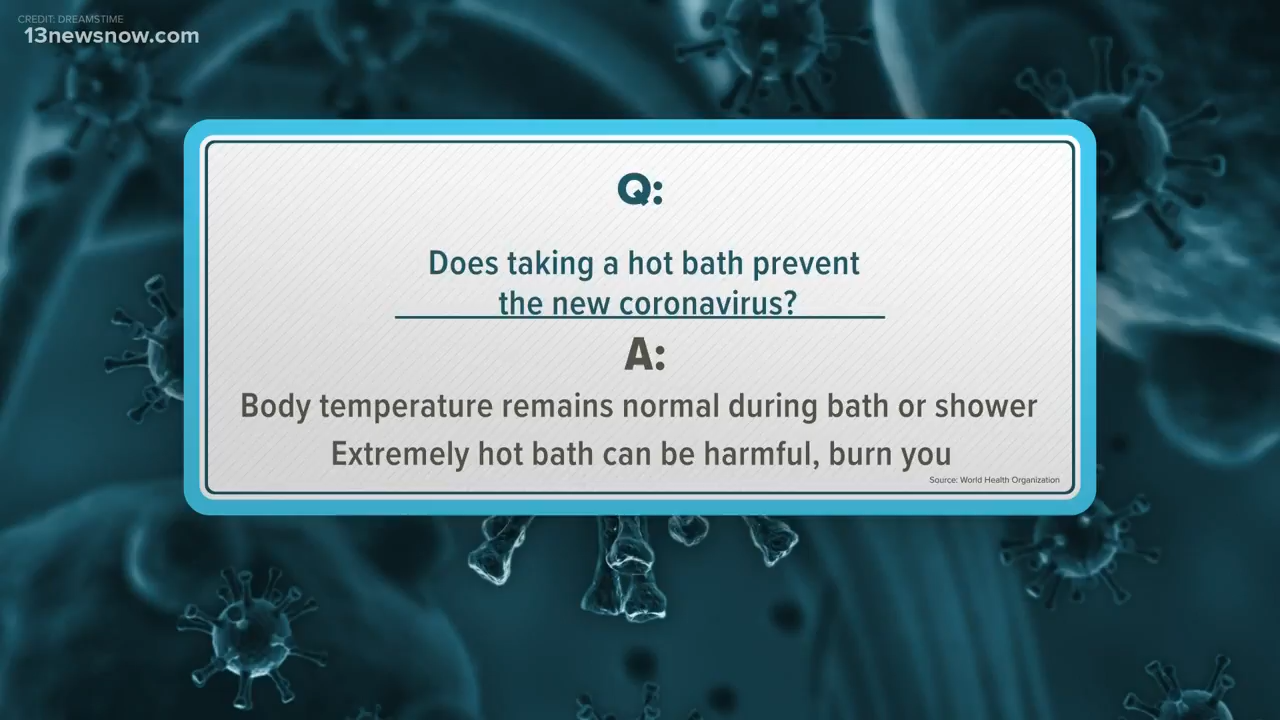 CREDIT: DREAMSTIME
13newsnow.com
Q:
Does taking a hot bath prevent
the new coronavirus?
A:
Body temperature remains normal during bath or shower
Extremely hot bath can be harmful, burn you
Source: World Health Organization